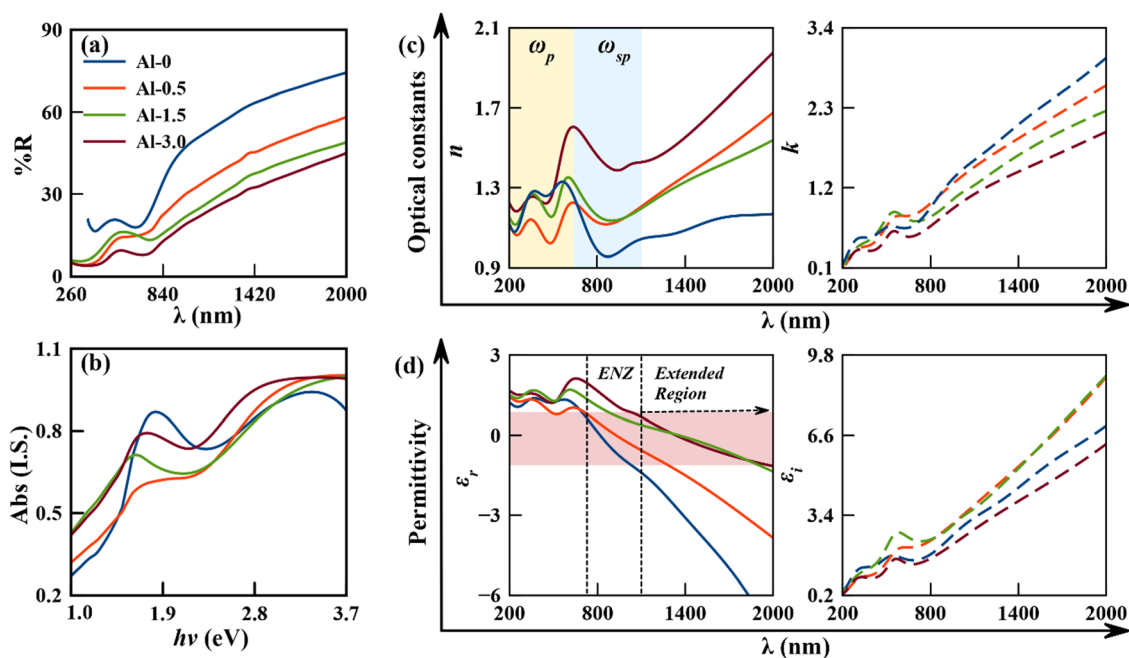 (a)
90
60
30
0
%R
Al-0
Al-0.5
Al-1.5
Al-3.0
260 840 1420 2000
λ (nm)
(b)
1.1
0.8
0.5
0.2
Abs (I.S.)
1.0 1.9 2.8 3.7
hν (eV)
(c)
Optical constants
2.1
1.7
1.3
0.9
n
ωp ωsp
3.4
2.3
1.2
0.1
k
200 800 1400 2000
λ (nm)
(d)
Permittivity
3
0
−3
−6
εr
ENZ Extended
Region
200 800 1400 2000
9.8
6.6
3.4
0.2
εi
200 800 1400 2000
λ (nm)